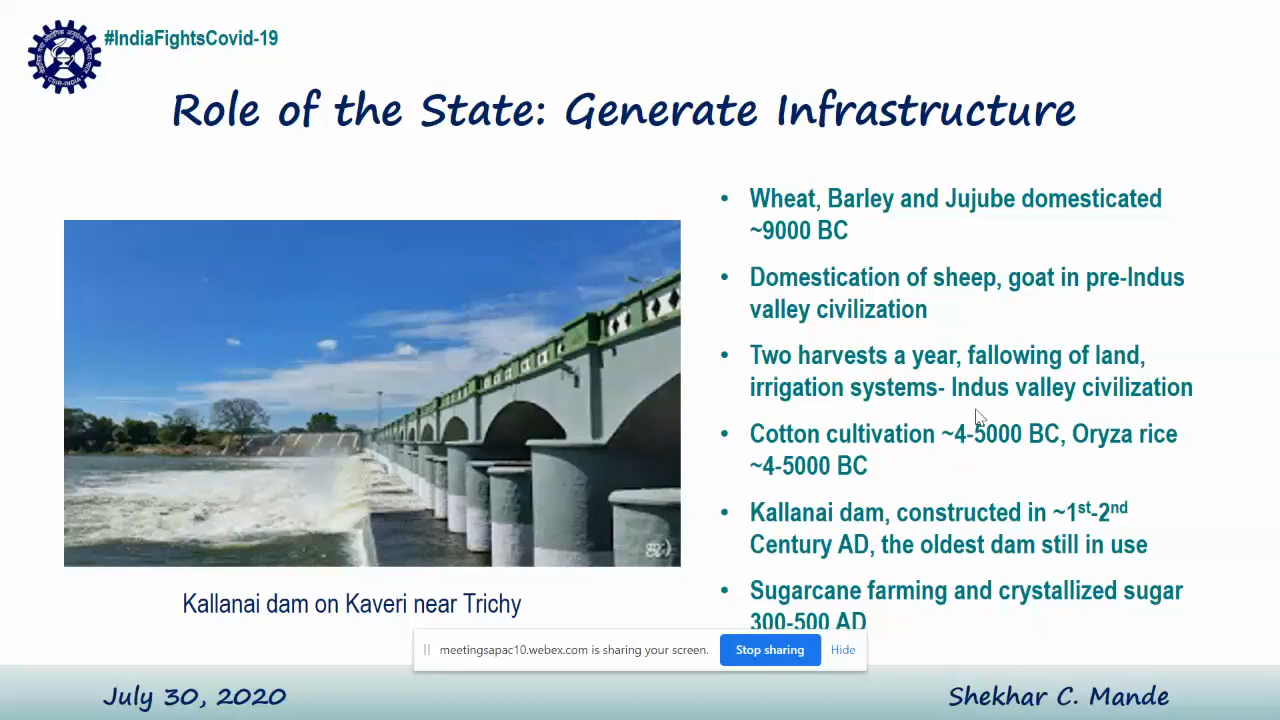 #IndiaFightsCovid-19
CSIR-INDIA
Role of the State: Generate Infrastructure
• Wheat, Barley and Jujube domesticated
~9000 BC
• Domestication of sheep, goat in pre-Indus
valley civilization
• Two harvests a year, fallowing of land,
irrigation systems- Indus valley civilization
• Cotton cultivation ~4-5000 BC, Oryza rice
~4-5000 BC
• Kallanai dam, constructed in ~1st-2nd
Century AD, the oldest dam still in use
• Sugarcane farming and crystallized sugar
300-500 AD
Kallanai dam on Kaveri near Trichy
meetingsapac10.webex.com is sharing your screen.
Stop sharing
Hide
July 30, 2020
Shekhar C. Mande